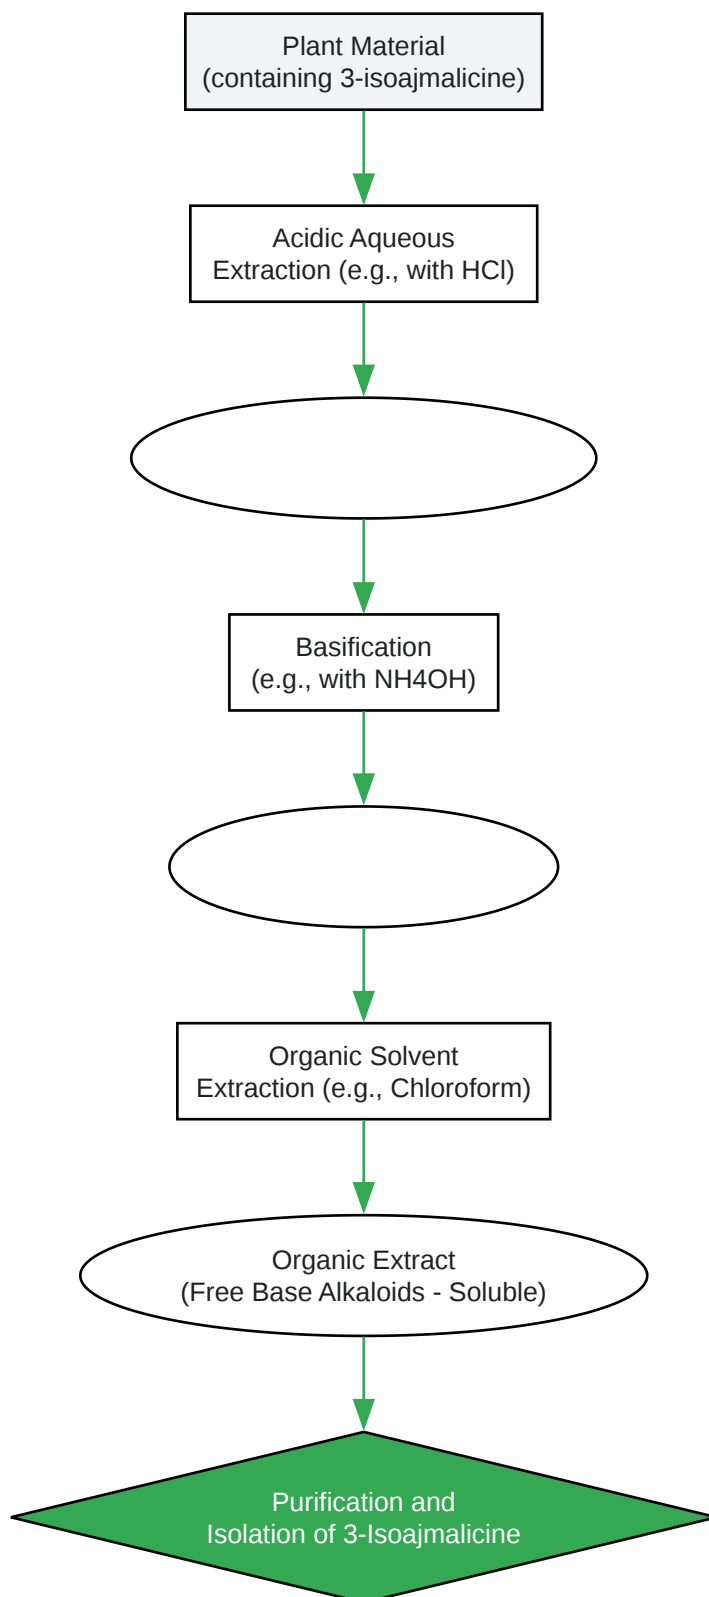 Plant Material
(containing 3-isoajmalicine)
Acidic Aqueous
Extraction (e.g., with HCl)
Basification
(e.g., with NH4OH)
Organic Solvent
Extraction (e.g., Chloroform)
Organic Extract
(Free Base Alkaloids - Soluble)
Purification and
Isolation of 3-Isoajmalicine